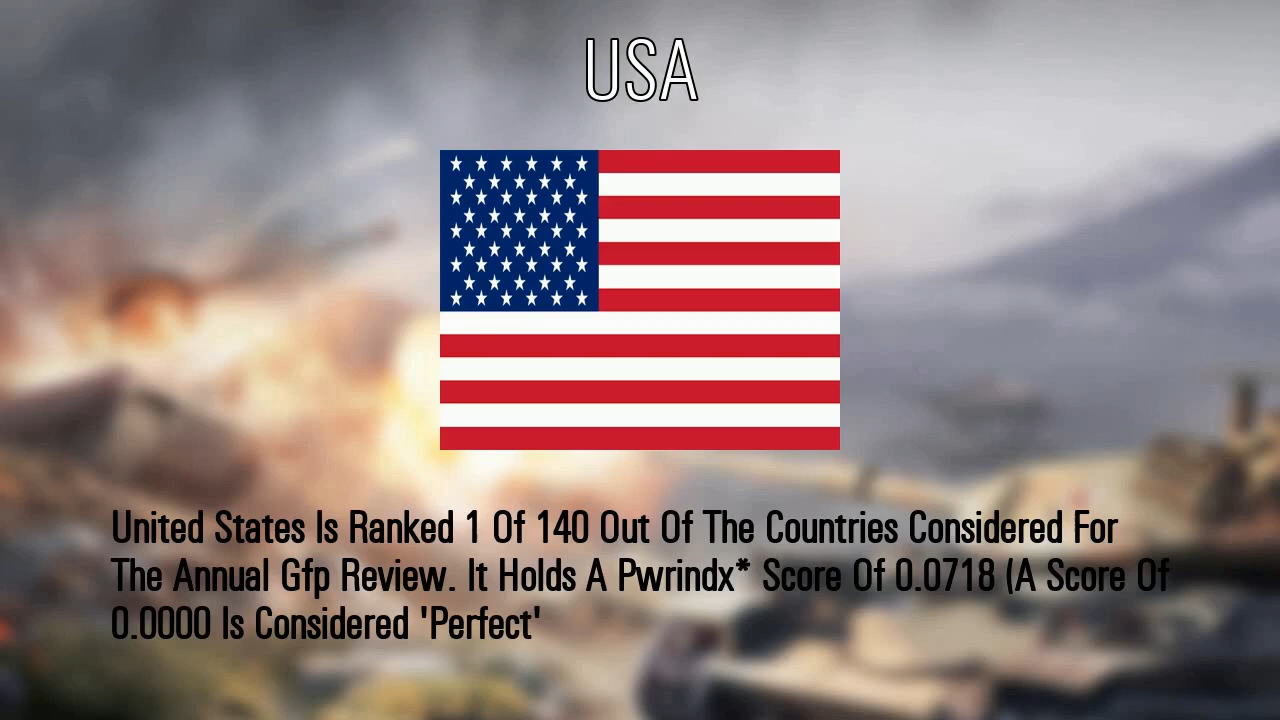 USA
United States Is Ranked 1 Of 140 Out Of The Countries Considered For
The Annual Gfp Review. It Holds A Pwrindx* Score Of 0.0718 (A Score Of
0.0000 Is Considered 'Perfect'